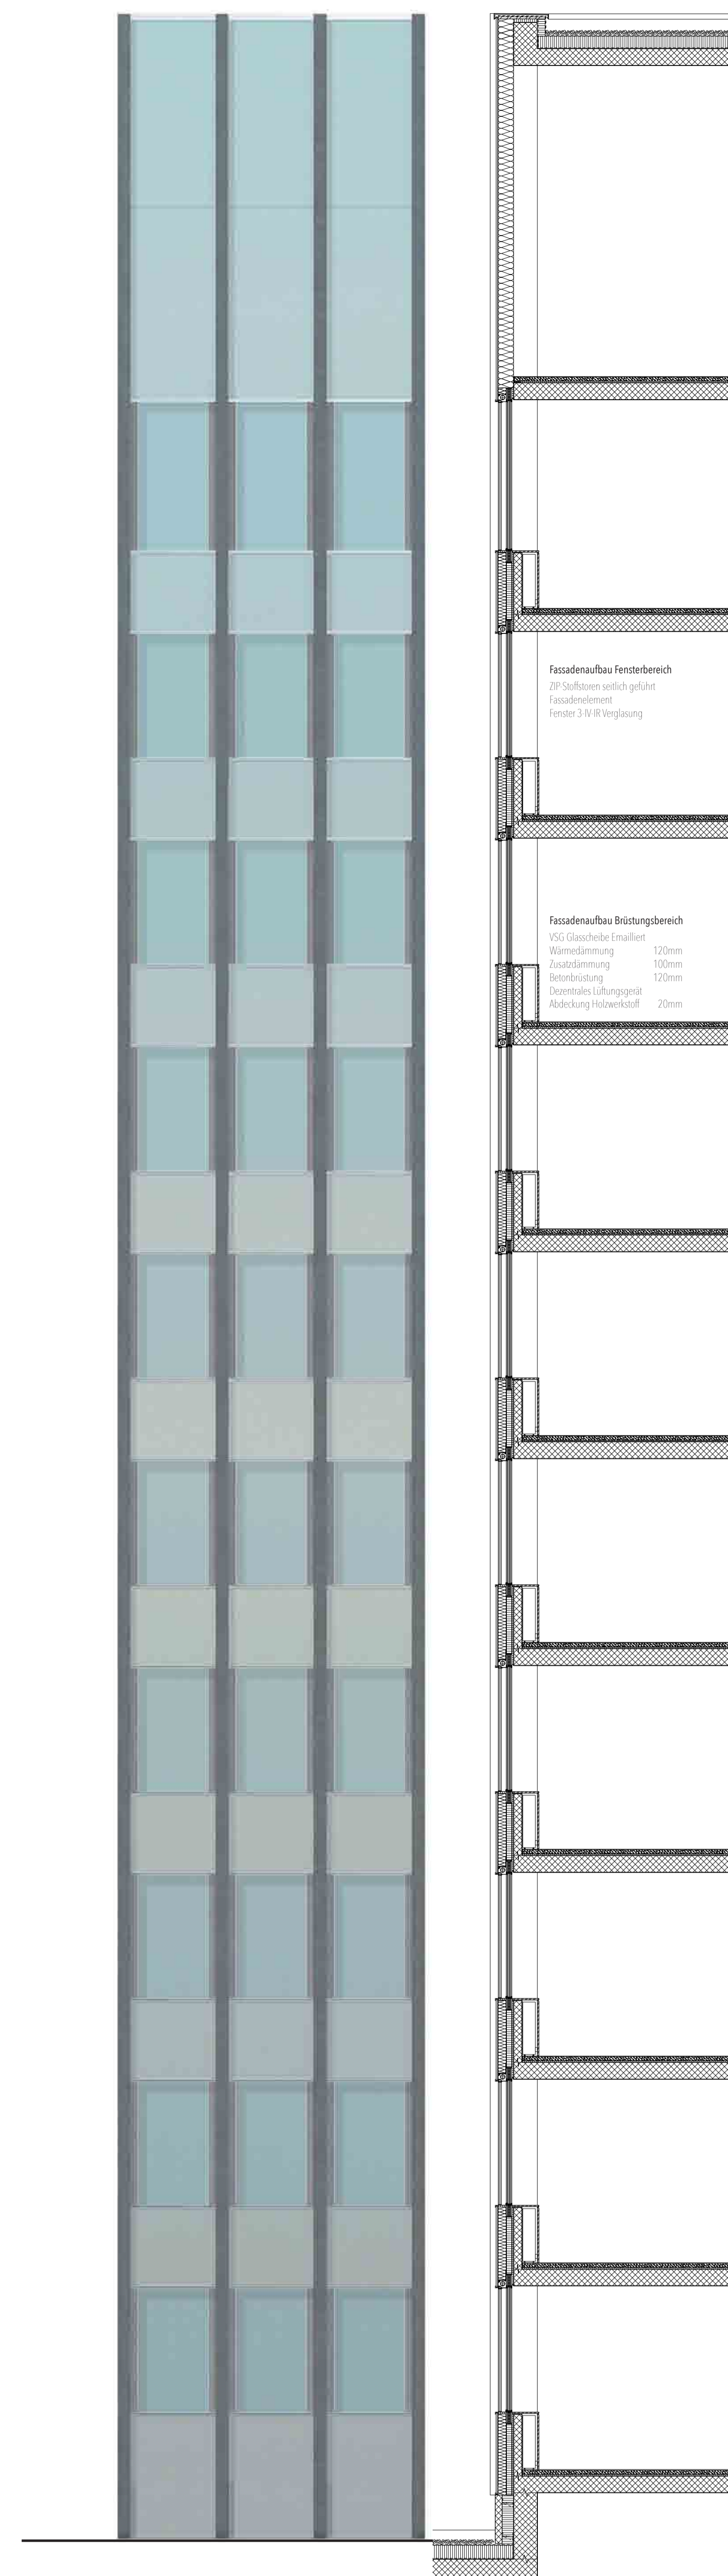 Fassadenaufbau Fensterbereich
ZIP-Stoffstoren seitlich geführt
Fassadenelement
Fenster 3-IV-IR Verglasung
Fassadenaufbau Brüstungsbereich
VSG Glasscheibe Emailliert
Wärmedämmung 120mm
Zusatzdämmung 100mm
Betonbrüstung 120mm
Dezentrales Lüftungsgerät
Abdeckung Holzwerkstoff 20mm